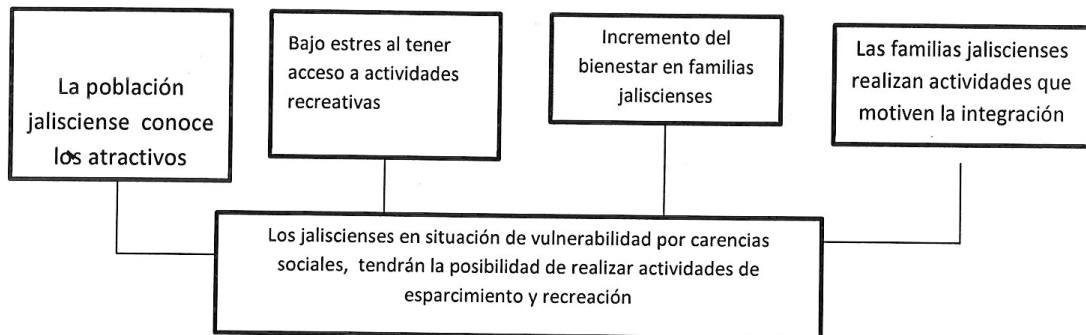 La población
jalisciense conoce
los atractivos
Bajo estres al tener
acceso a actividades
recreativas
Incremento del
bienestar en familias
jaliscienses
Las familias jaliscienses
realizan actividades que
motiven la integración
Los jaliscienses en situación de vulnerabilidad por carencias
sociales, tendrán la posibilidad de realizar actividades de
esparcimiento y recreación